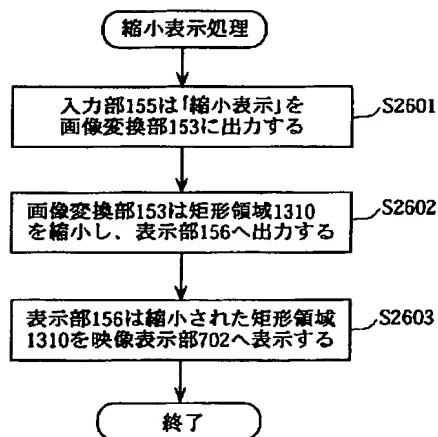 縮小表示処理
入力部155は「縮小表示」を
画像変換部153に出力する
S2601
画像変換部153は矩形領域1310
を縮小し、表示部156へ出力する
S2602
表示部156は縮小された矩形領域
1310を映像表示部702へ表示する
S2603
終了